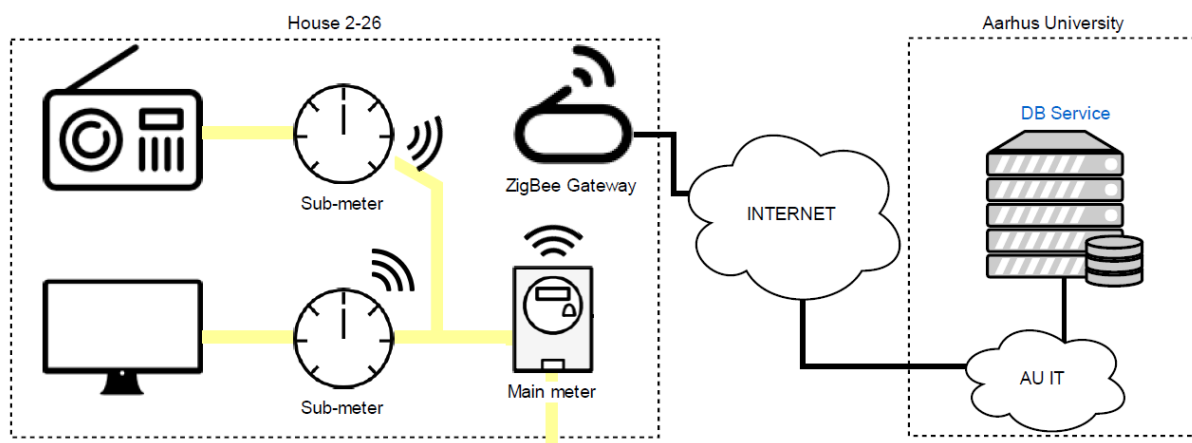 House 2-26
Aarhus University
DB Service
Sub-meter
ZigBee Gateway
INTERNET
Sub-meter
Main meter
AU IT